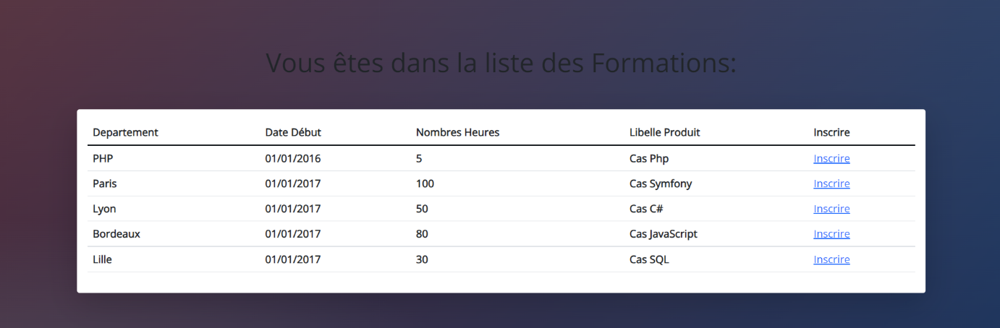 Vous êtes dans la liste des Formations:
Departement Date Début Nombres Heures Libelle Produit Inscrire
PHP 01/01/2016 5 Cas Php Inscrire
Paris 01/01/2017 100 Cas Symfony Inscrire
Lyon 01/01/2017 50 Cas C# Inscrire
Bordeaux 01/01/2017 80 Cas JavaScript Inscrire
Lille 01/01/2017 30 Cas SQL Inscrire